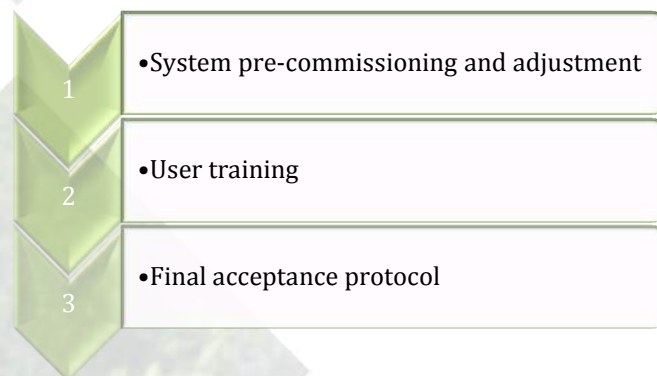 1
•System pre-commissioning and adjustment
2
•User training
3
•Final acceptance protocol